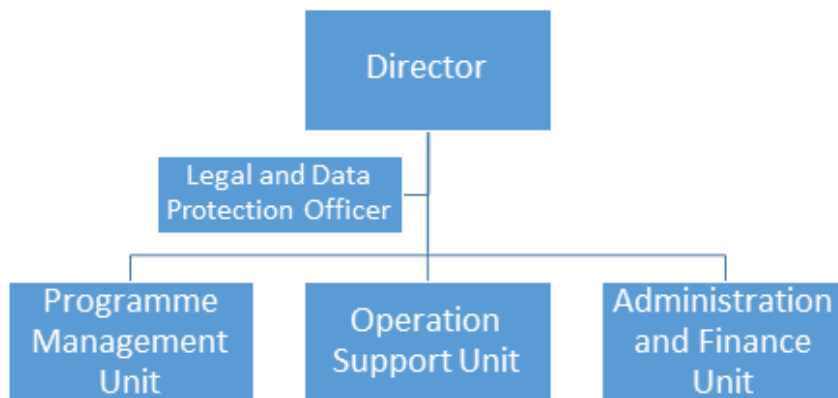 Director
Legal and Data
Protection Officer
Programme
Management
Unit
Operation
Support Unit
Administration
and Finance
Unit